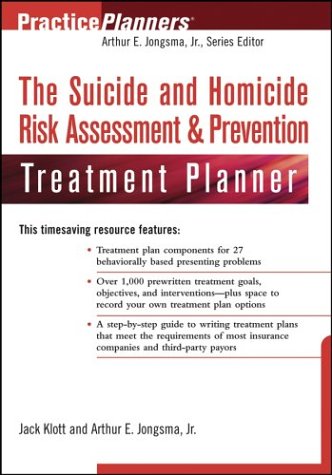 PracticePlanners®
Arthur E. Jongsma, Jr., Series Editor
The Suicide and Homicide
Risk Assessment & Prevention
Treatment Planner
This timesaving resource features:
• Treatment plan components for 27
behaviorally based presenting problems
• Over 1,000 prewritten treatment goals,
objectives, and interventions—plus space to
record your own treatment plan options
• A step-by-step guide to writing treatment plans
that meet the requirements of most insurance
companies and third-party payors
Jack Klott and Arthur E. Jongsma, Jr.